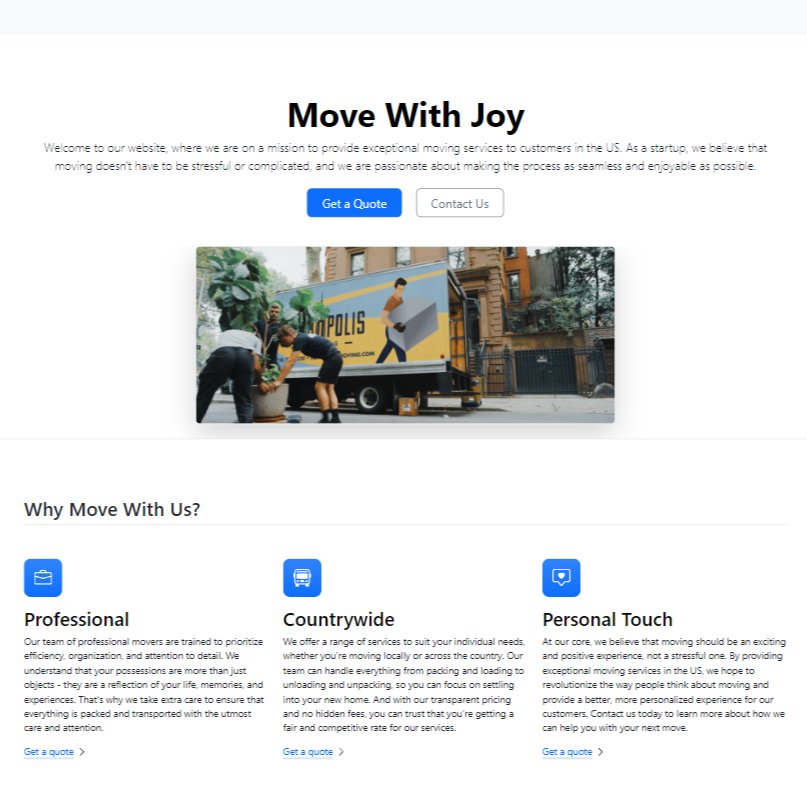 Move With Joy
Welcome to our website, where we are on a mission to provide exceptional moving services to customers in the US. As a startup, we believe that
moving doesn't have to be stressful or complicated, and we are passionate about making the process as seamless and enjoyable as possible.
Get a Quote Contact Us
Why Move With Us?
Professional
Our team of professional movers are trained to prioritize
efficiency, organization, and attention to detail. We
understand that your possessions are more than just
objects - they are a reflection of your life, memories, and
experiences. That's why we take extra care to ensure that
everything is packed and transported with the utmost
care and attention.
Get a quote
Countrywide
We offer a range of services to suit your individual needs,
whether you're moving locally or across the country. Our
team can handle everything from packing and loading to
unloading and unpacking, so you can focus on settling
into your new home. And with our transparent pricing
and no hidden fees, you can trust that you're getting a
fair and competitive rate for our services.
Get a quote
Personal Touch
At our core, we believe that moving should be an exciting
and positive experience, not a stressful one. By providing
exceptional moving services in the US, we hope to
revolutionize the way people think about moving and
provide a better, more personalized experience for our
customers. Contact us today to learn more about how we
can help you with your next move.
Get a quote